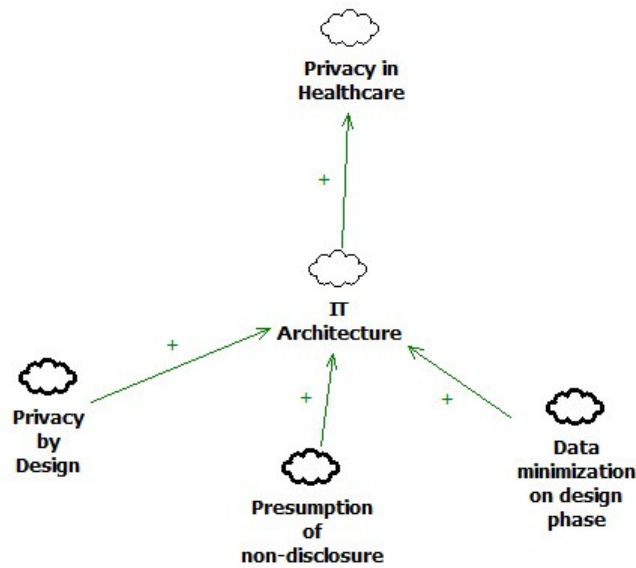 Privacy in
Healthcare
+
IT
Architecture
+
+
+
Privacy
by
Design
Presumption
of
non-disclosure
Data
minimization
on design
phase